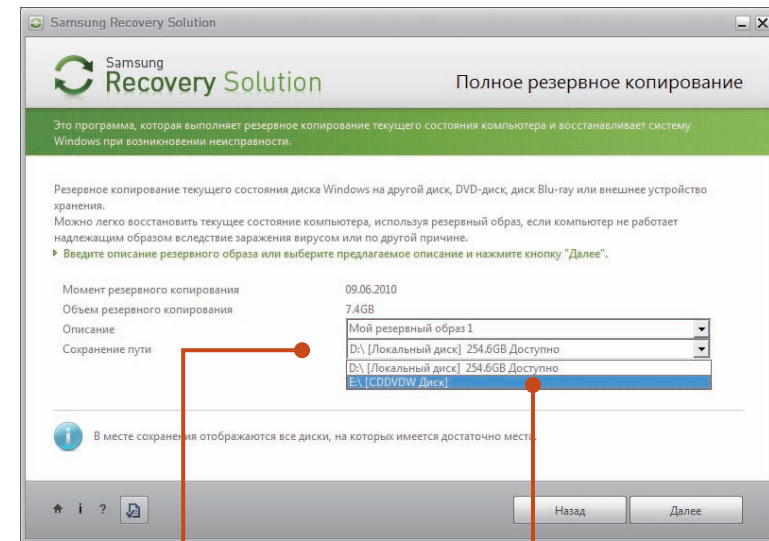 Samsung Recovery Solution
Samsung
Recovery Solution
Полное резервное копирование
Это программа, которая выполняет резервное копирование текущего состояния компьютера и восстанавливает систему
Windows при возникновении неисправности.
Резервное копирование текущего состояния диска Windows на другой диск, DVD-диск, диск Blu-ray или внешнее устройство
хранения.
Можно легко восстановить текущее состояние компьютера, используя резервный образ, если компьютер не работает
надлежащим образом вследствие заражения вирусом или по другой причине.
Введите описание резервного образа или выберите предлагаемое описание и нажмите кнопку "Далее".
Момент резервного копирования 09.06.2010
Объем резервного копирования 7.4GB
Описание Мой резервный образ 1
Сохранение пути D:\ [Локальный диск] 254.6GB Доступно
D:\ [Локальный диск] 254.6GB Доступно
E:\ [CDDVDW Диск]
В месте сохранения отображаются все диски, на которых имеется достаточно места.
i ?
Назад Далее